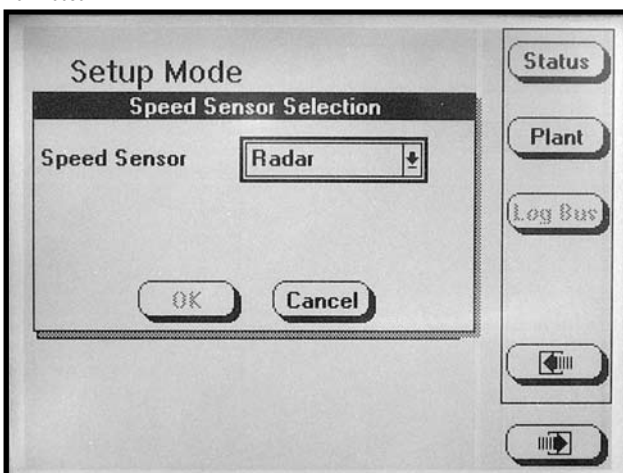 Setup Mode
Speed Sensor Selection
Speed Sensor
Radar
OK
Cancel
Status
Plant
Log Bus